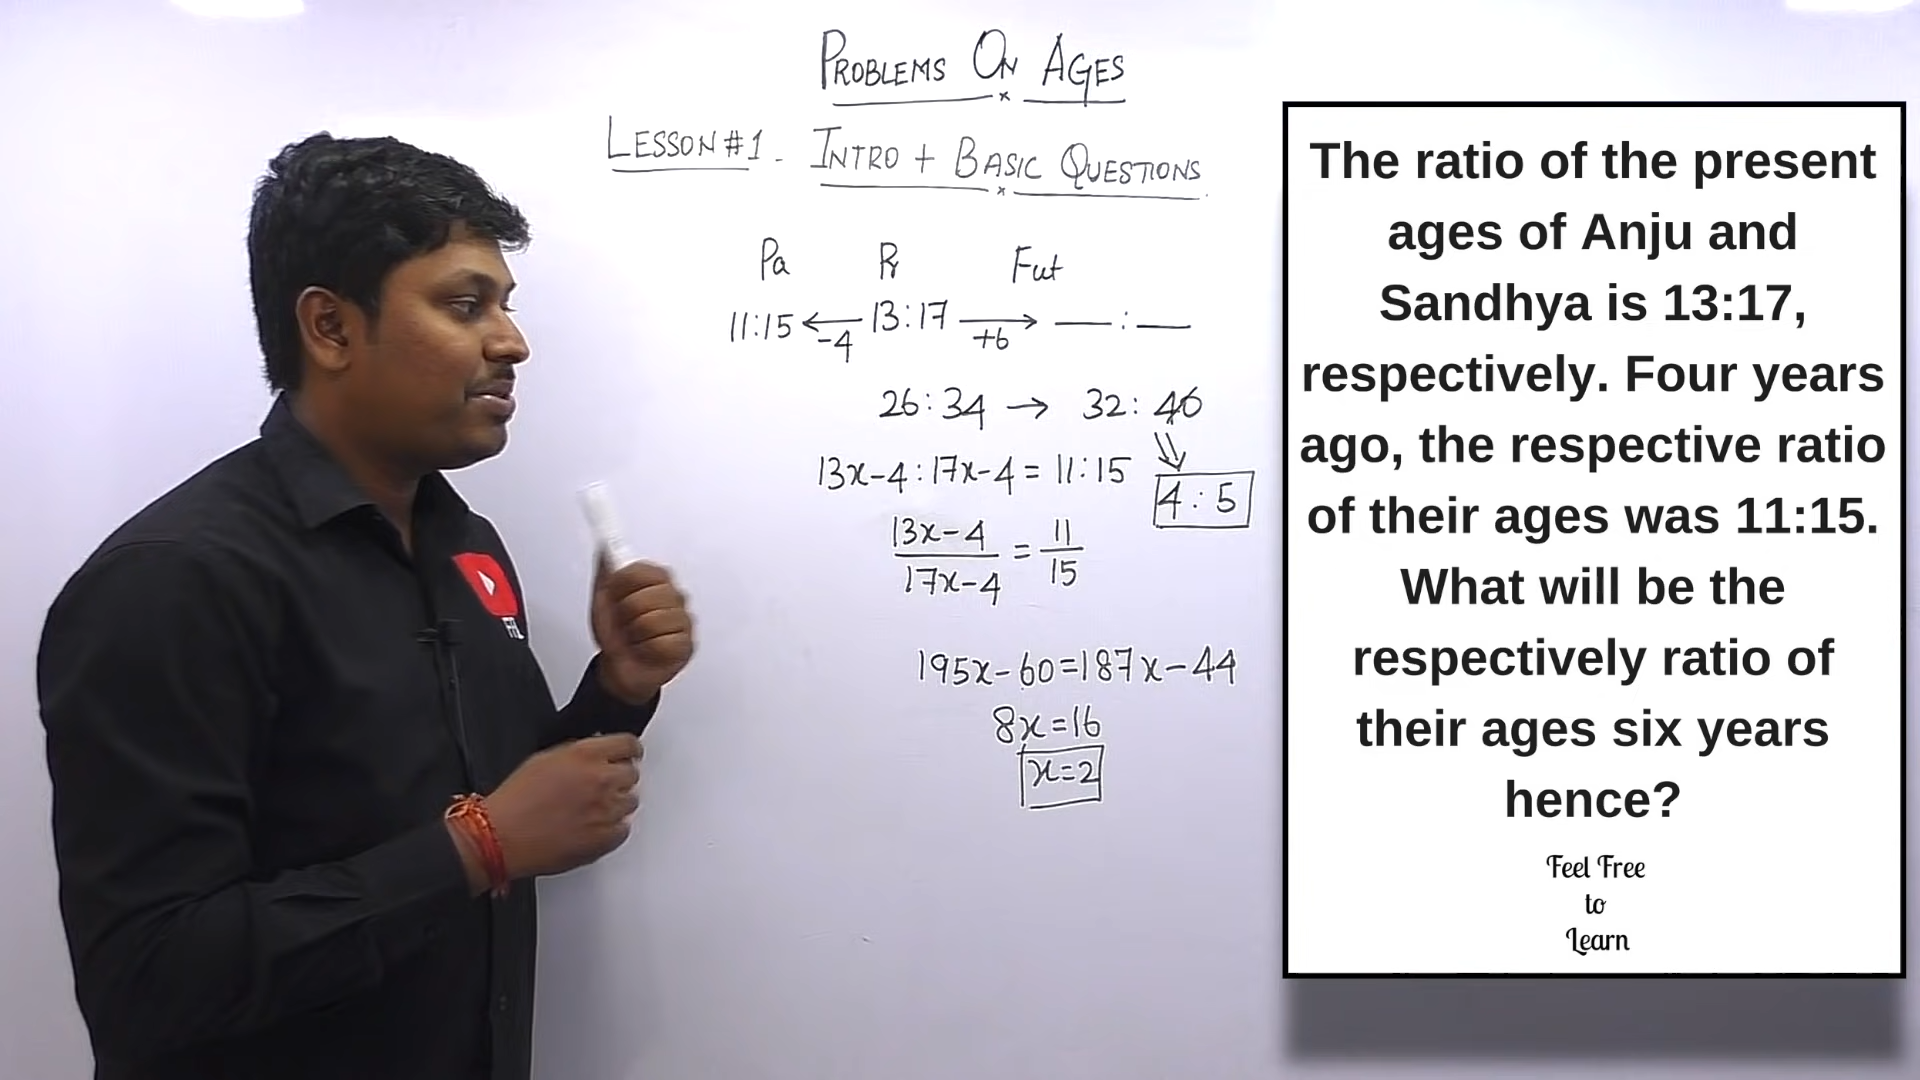 PROBLEMS ON AGES
LESSON #1. INTRO + BASIC QUESTIONS
Pa Pr Fut
11:15 ← 13:17 → __ : __
-4 +6
26:34 → 32:40
13x-4:17x-4=11:15
4:5
13x-4 = 11
17x-4 15
195x-60=187x-44
8x=16
x=2
FFL
The ratio of the present
ages of Anju and
Sandhya is 13:17,
respectively. Four years
ago, the respective ratio
of their ages was 11:15.
What will be the
respectively ratio of
their ages six years
hence?
Feel Free
to
Learn